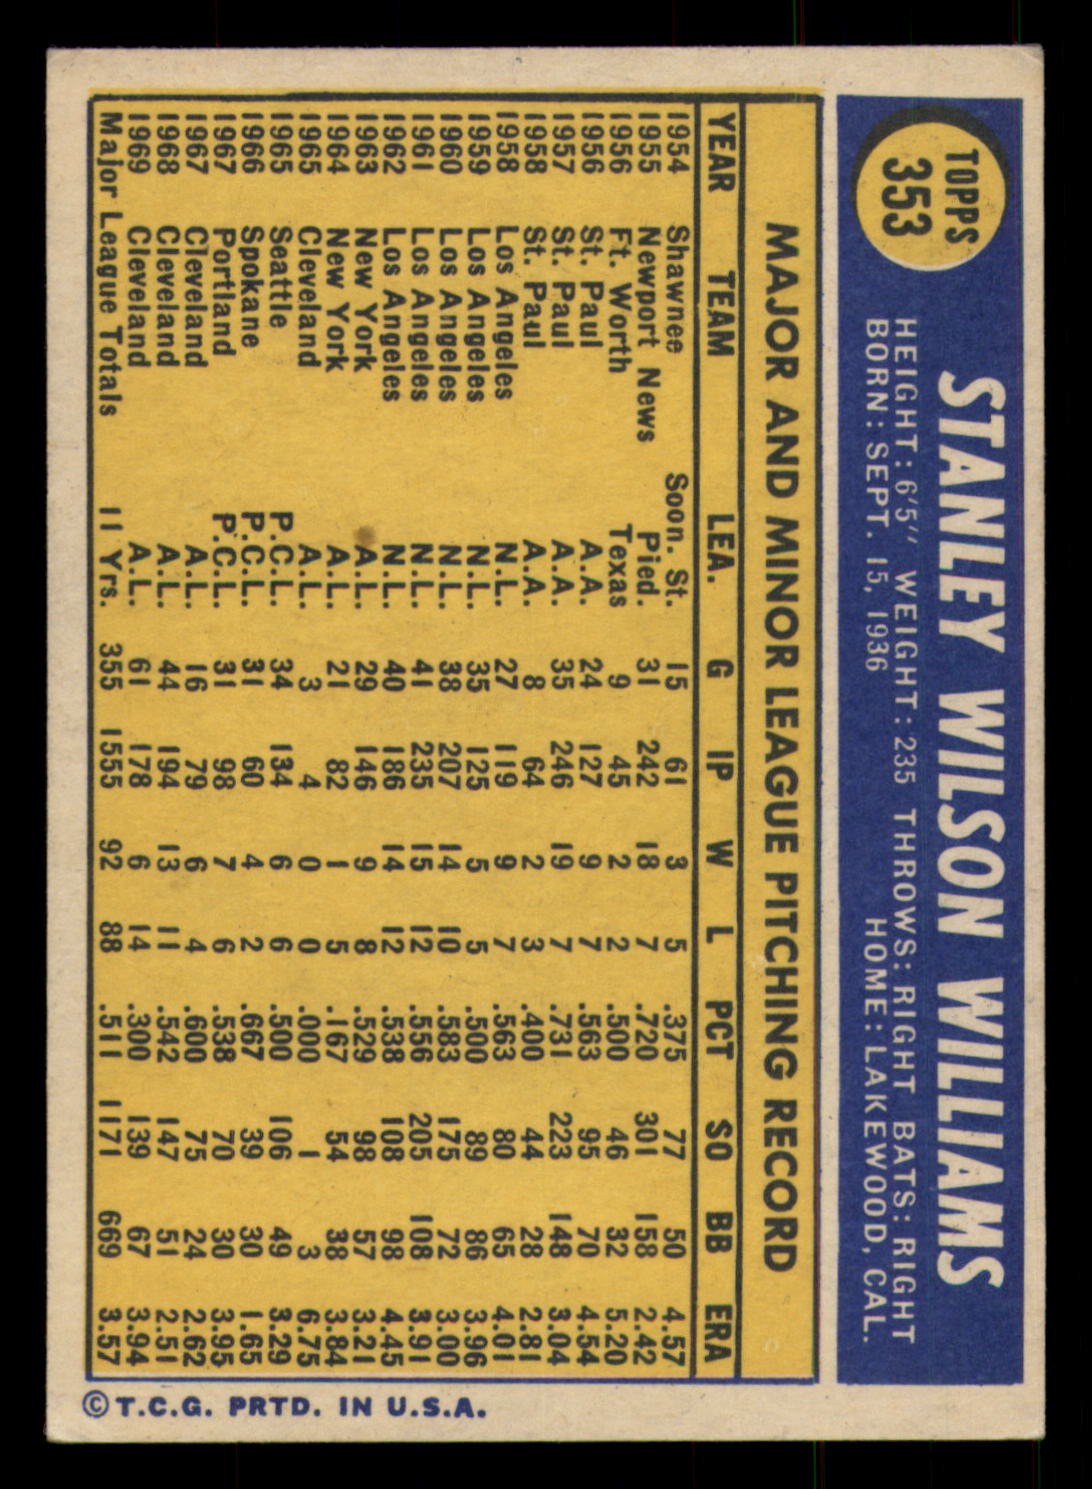 TOPPS
353
STANLEY WILSON WILLIAMS
HEIGHT: 6'5" WEIGHT: 235 THROWS: RIGHT BATS: RIGHT
BORN: SEPT. 15, 1936 HOME: LAKEWOOD, CAL.
MAJOR AND MINOR LEAGUE PITCHING RECORD
YEAR TEAM LEA. G IP W L PCT SO BB ERA
1954 Shawnee Soon. St. 15 61 3 5 .375 77 50 4.57
1955 Newport News Pied. 31 242 18 7 .720 301 158 2.42
1956 Ft. Worth Texas 9 45 2 2 .500 46 32 5.20
1956 St. Paul A.A. 24 127 9 7 .563 95 70 4.54
1957 St. Paul A.A. 35 246 19 7 .731 223 148 3.04
1958 St. Paul A.A. 8 64 2 3 .400 44 28 2.81
1958 Los Angeles N.L. 27 119 9 7 .563 80 65 4.01
1959 Los Angeles N.L. 35 125 5 5 .500 89 86 3.96
1960 Los Angeles N.L. 38 207 14 10 .583 175 72 3.00
1961 Los Angeles N.L. 41 235 15 12 .556 205 108 3.91
1962 Los Angeles N.L. 40 186 14 12 .538 108 98 4.45
1963 New York A.L. 29 146 9 8 .529 98 57 3.21
1964 New York A.L. 21 82 1 5 .167 54 38 3.84
1965 Cleveland A.L. 3 4 0 0 .000 1 3 6.75
1965 Seattle P.C.L. 34 134 6 6 .500 106 49 3.29
1966 Spokane P.C.L. 31 60 4 2 .667 39 30 1.65
1967 Portland P.C.L. 31 98 7 6 .538 70 30 3.95
1967 Cleveland A.L. 16 79 6 4 .600 75 24 2.62
1968 Cleveland A.L. 44 194 13 11 .542 147 51 2.51
1969 Cleveland A.L. 61 178 6 14 .300 139 67 3.94
Major League Totals 11 Yrs. 355 1555 92 88 .511 1171 669 3.57
© T.C.G. PRTD. IN U.S.A.